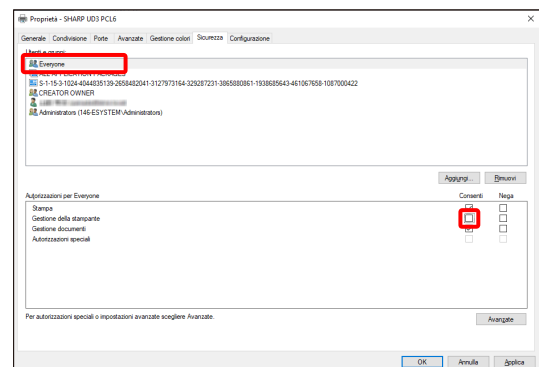 Proprietà - SHARP UD3 PCL6
Generale Condivisione Porte Avanzate Gestione colori Sicurezza Configurazione
Utenti e gruppi:
Everyone
ALL APPLICATION PACKAGES
S-1-15-3-1024-4044835139-2658482041-3127973164-329287231-3865880861-1938685643-461067658-1087000422
CREATOR OWNER
Administrators (146-ESYSTEM\Administrators)
Aggiungi... Rimuovi
Autorizzazioni per Everyone Consenti Nega
Stampa
Gestione della stampante
Gestione documenti
Autorizzazioni speciali
Per autorizzazioni speciali o impostazioni avanzate scegliere Avanzate.
Avanzate
OK Annulla Applica